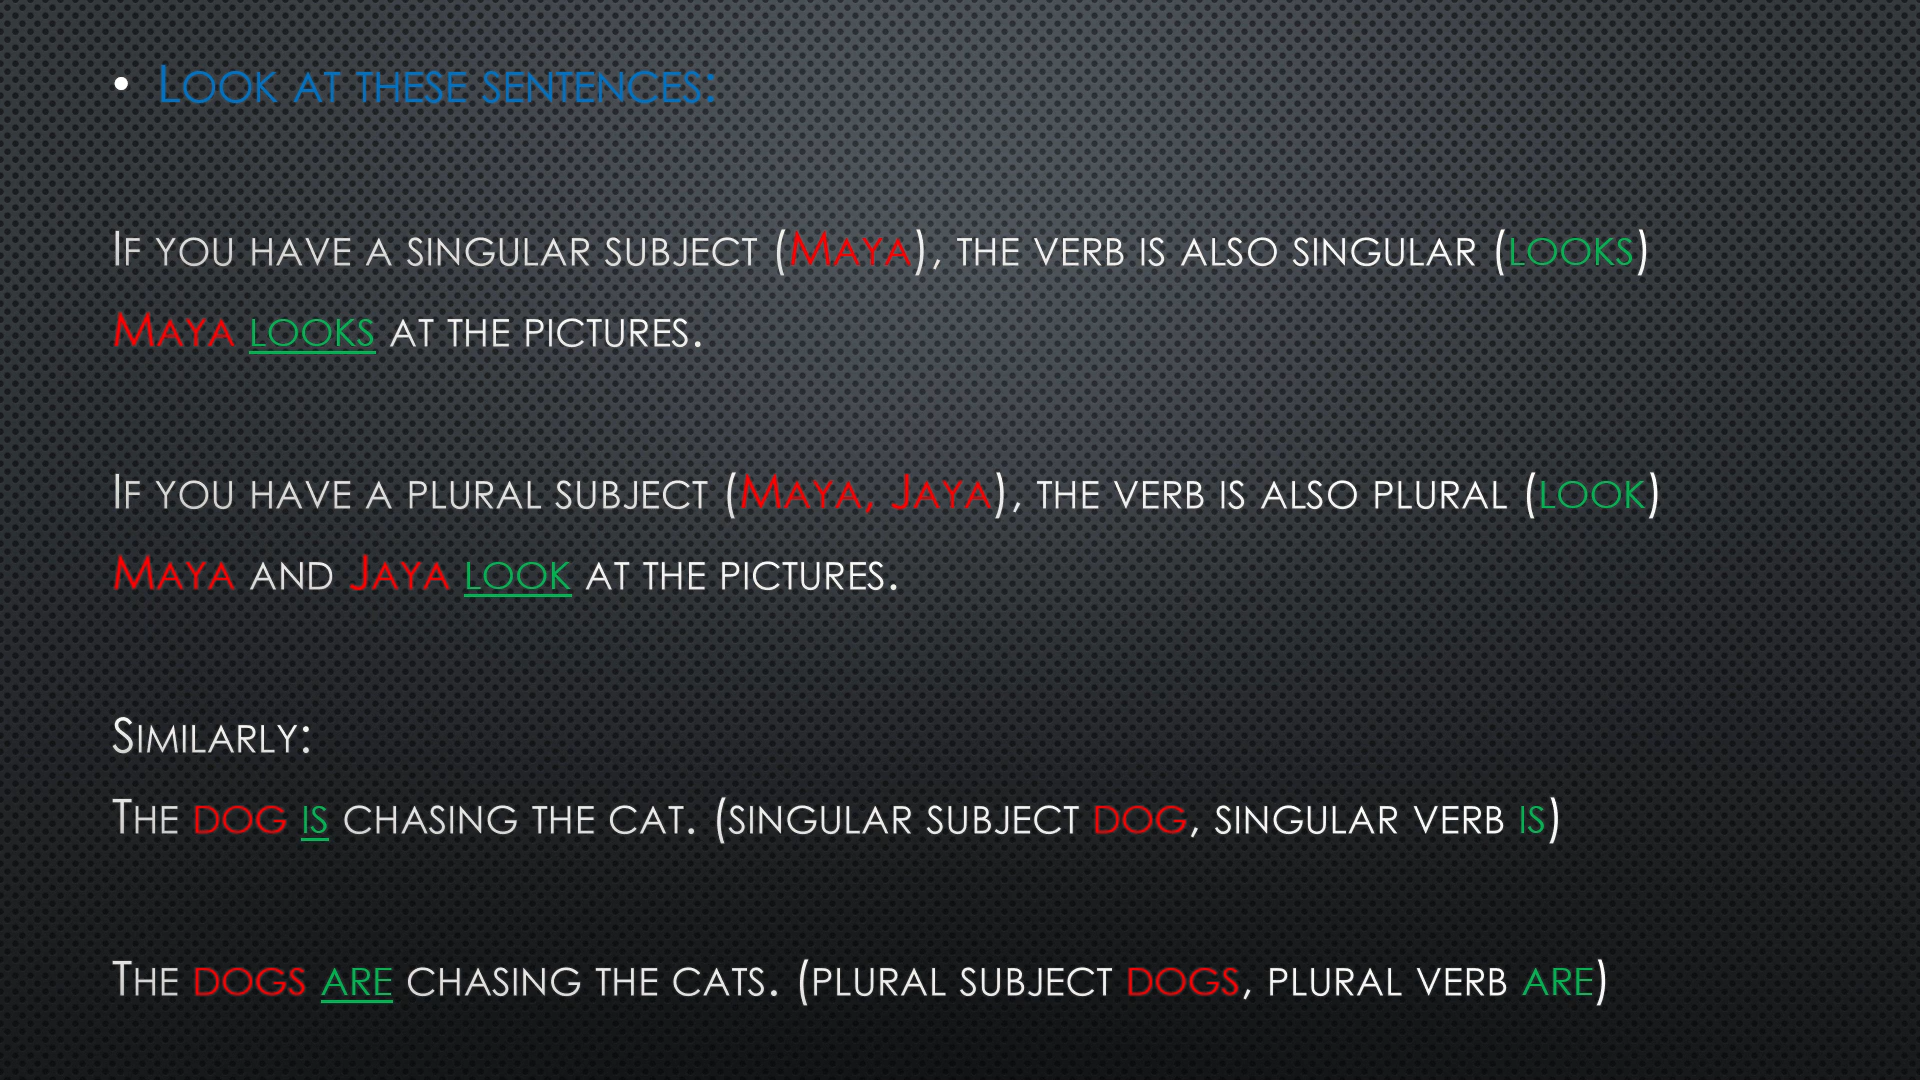 • Look at these sentences:
If you have a singular subject (Maya), the verb is also singular (looks)
Maya looks at the pictures.
If you have a plural subject (Maya, Jaya), the verb is also plural (look)
Maya and Jaya look at the pictures.
Similarly:
The dog is chasing the cat. (singular subject dog, singular verb is)
The dogs are chasing the cats. (plural subject dogs, plural verb are)